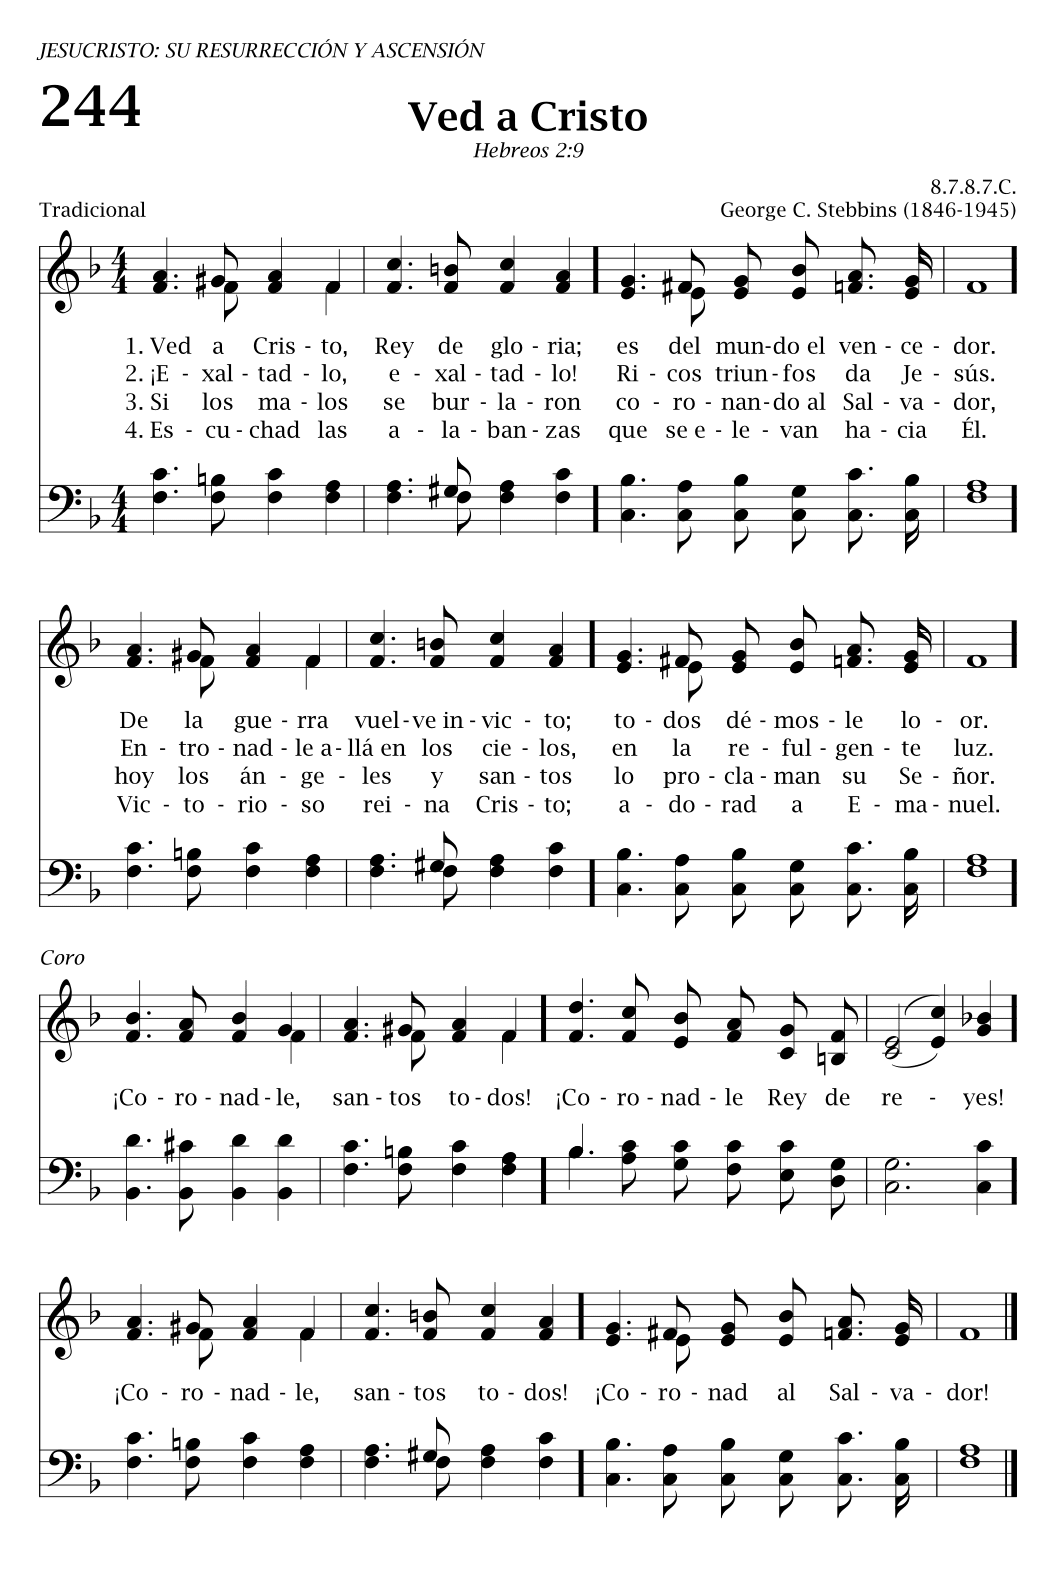 JESUCRISTO: SU RESURRECCIÓN Y ASCENSIÓN
244
Ved a Cristo
Hebreos 2:9
8.7.8.7.C.
Tradicional
George C. Stebbins (1846-1945)
1. Ved a Cris - to, Rey de glo - ria; es del mun - do el ven - ce - dor.
2. ¡E - xal - tad - lo, e - xal - tad - lo! Ri - cos triun - fos da Je - sús.
3. Si los ma - los se bur - la - ron co - ro - nan - do al Sal - va - dor,
4. Es - cu - chad las a - la - ban - zas que se e - le - van ha - cia Él.
De la gue - rra vuel - ve in - vic - to; to - dos dé - mos - le lo - or.
En - tro - nad - le a - llá en los cie - los, en la re - ful - gen - te luz.
hoy los án - ge - les y san - tos lo pro - cla - man su Se - ñor.
Vic - to - rio - so rei - na Cris - to; a - do - rad a E - ma - nuel.
Coro
¡Co - ro - nad - le, san - tos to - dos! ¡Co - ro - nad - le Rey de re - yes!
¡Co - ro - nad - le, san - tos to - dos! ¡Co - ro - nad al Sal - va - dor!